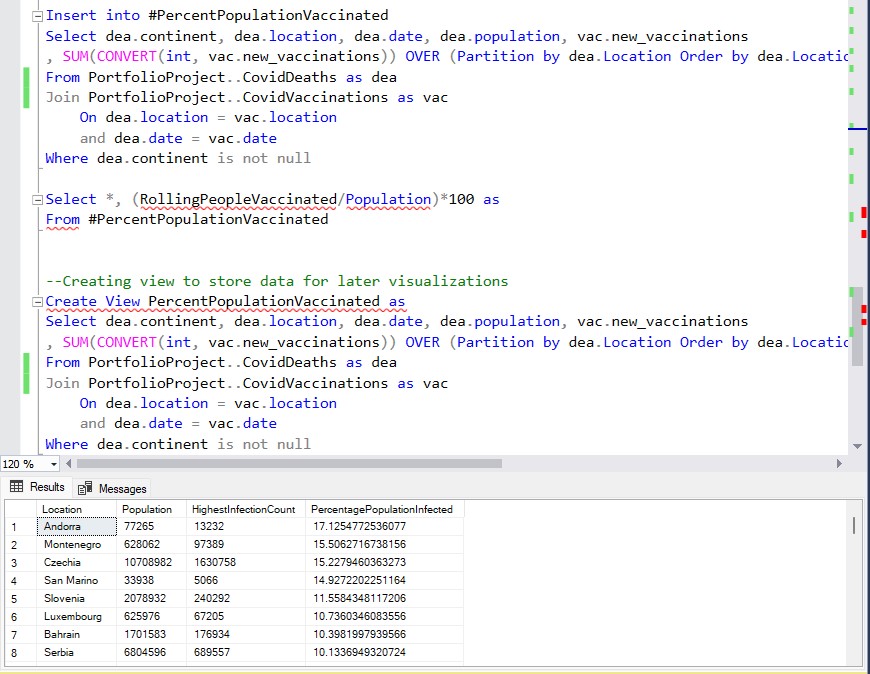 Insert into #PercentPopulationVaccinated
Select dea.continent, dea.location, dea.date, dea.population, vac.new_vaccinations
, SUM(CONVERT(int, vac.new_vaccinations)) OVER (Partition by dea.Location Order by dea.Locatio
From PortfolioProject..CovidDeaths as dea
Join PortfolioProject..CovidVaccinations as vac
On dea.location = vac.location
and dea.date = vac.date
Where dea.continent is not null
Select *, (RollingPeopleVaccinated/Population)*100 as
From #PercentPopulationVaccinated
--Creating view to store data for later visualizations
Create View PercentPopulationVaccinated as
Select dea.continent, dea.location, dea.date, dea.population, vac.new_vaccinations
, SUM(CONVERT(int, vac.new_vaccinations)) OVER (Partition by dea.Location Order by dea.Locatio
From PortfolioProject..CovidDeaths as dea
Join PortfolioProject..CovidVaccinations as vac
On dea.location = vac.location
and dea.date = vac.date
Where dea.continent is not null
120 %
Results Messages
Location Population HighestInfectionCount PercentagePopulationInfected
1 Andorra 77265 13232 17.1254772536077
2 Montenegro 628062 97389 15.5062716738156
3 Czechia 10708982 1630758 15.2279460363273
4 San Marino 33938 5066 14.9272202251164
5 Slovenia 2078932 240292 11.5584348117206
6 Luxembourg 625976 67205 10.7360346083556
7 Bahrain 1701583 176934 10.3981997939566
8 Serbia 6804596 689557 10.1336949320724